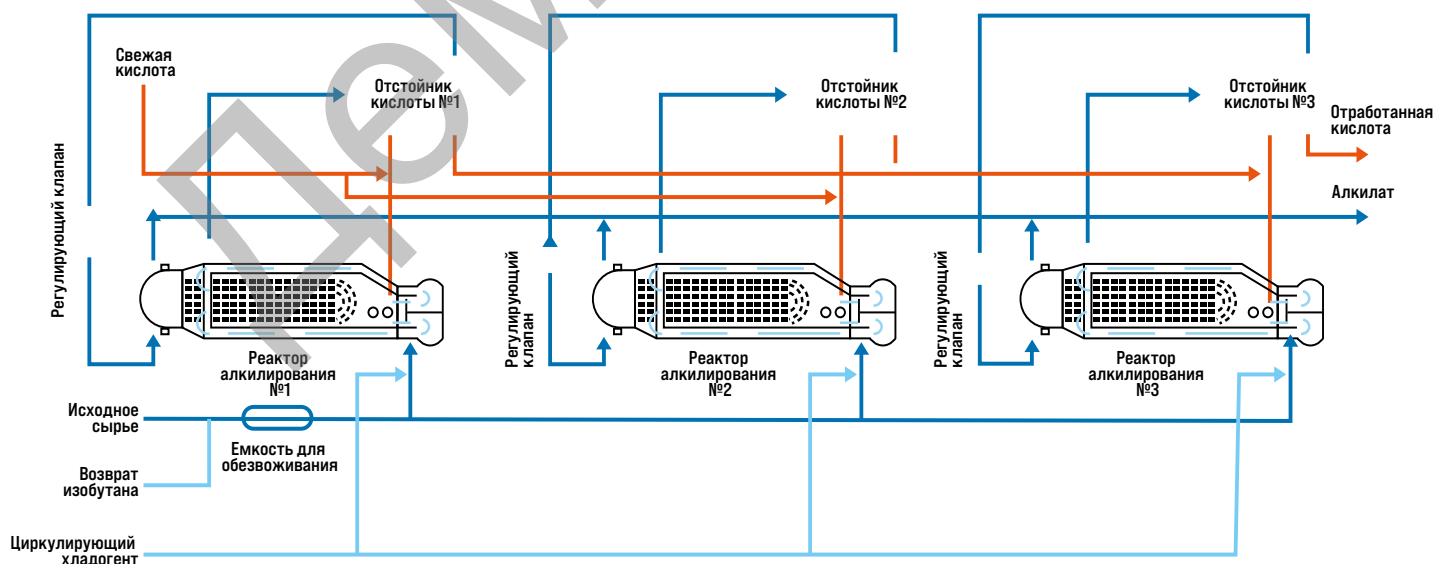 Свежая
кислота
Отстойник
кислоты №1
Отстойник
кислоты №2
Отстойник
кислоты №3
Отработанная
кислота
Алкилат
Регулирующий клапан
Регулирующий
клапан
Регулирующий
клапан
Реактор
алкилирования
№1
Реактор
алкилирования
№2
Реактор
алкилирования
№3
Исходное
сырье
Емкость для
обезвоживания
Возврат
изобутана
Циркулирующий
хладогент
Дем